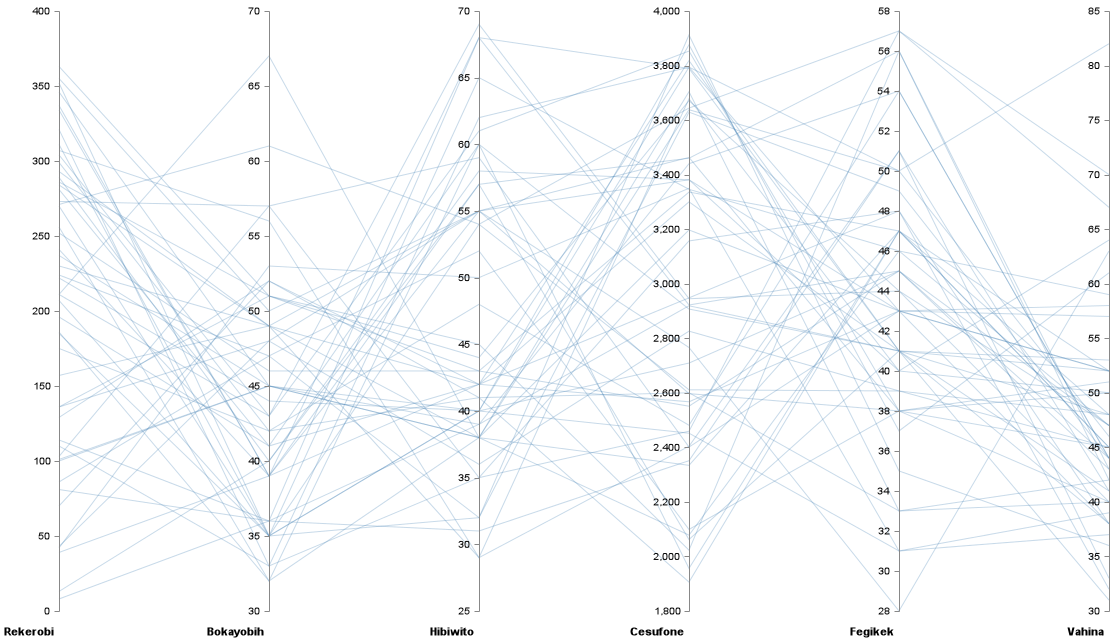 400 70 70 4,000 58 85
350 65 65 3,800 56 80
300 60 60 3,600 54 75
250 55 55 3,400 52 70
200 50 50 3,200 50 65
150 45 45 3,000 48 60
100 40 40 2,800 46 55
50 35 35 2,600 44 50
0 30 30 2,400 42 45
25 2,200 40 40
2,000 38 35
1,800 36 30
34
32
30
28
Rekerobi Bokayobih Hibiwito Cesufone Fegikek Vahina